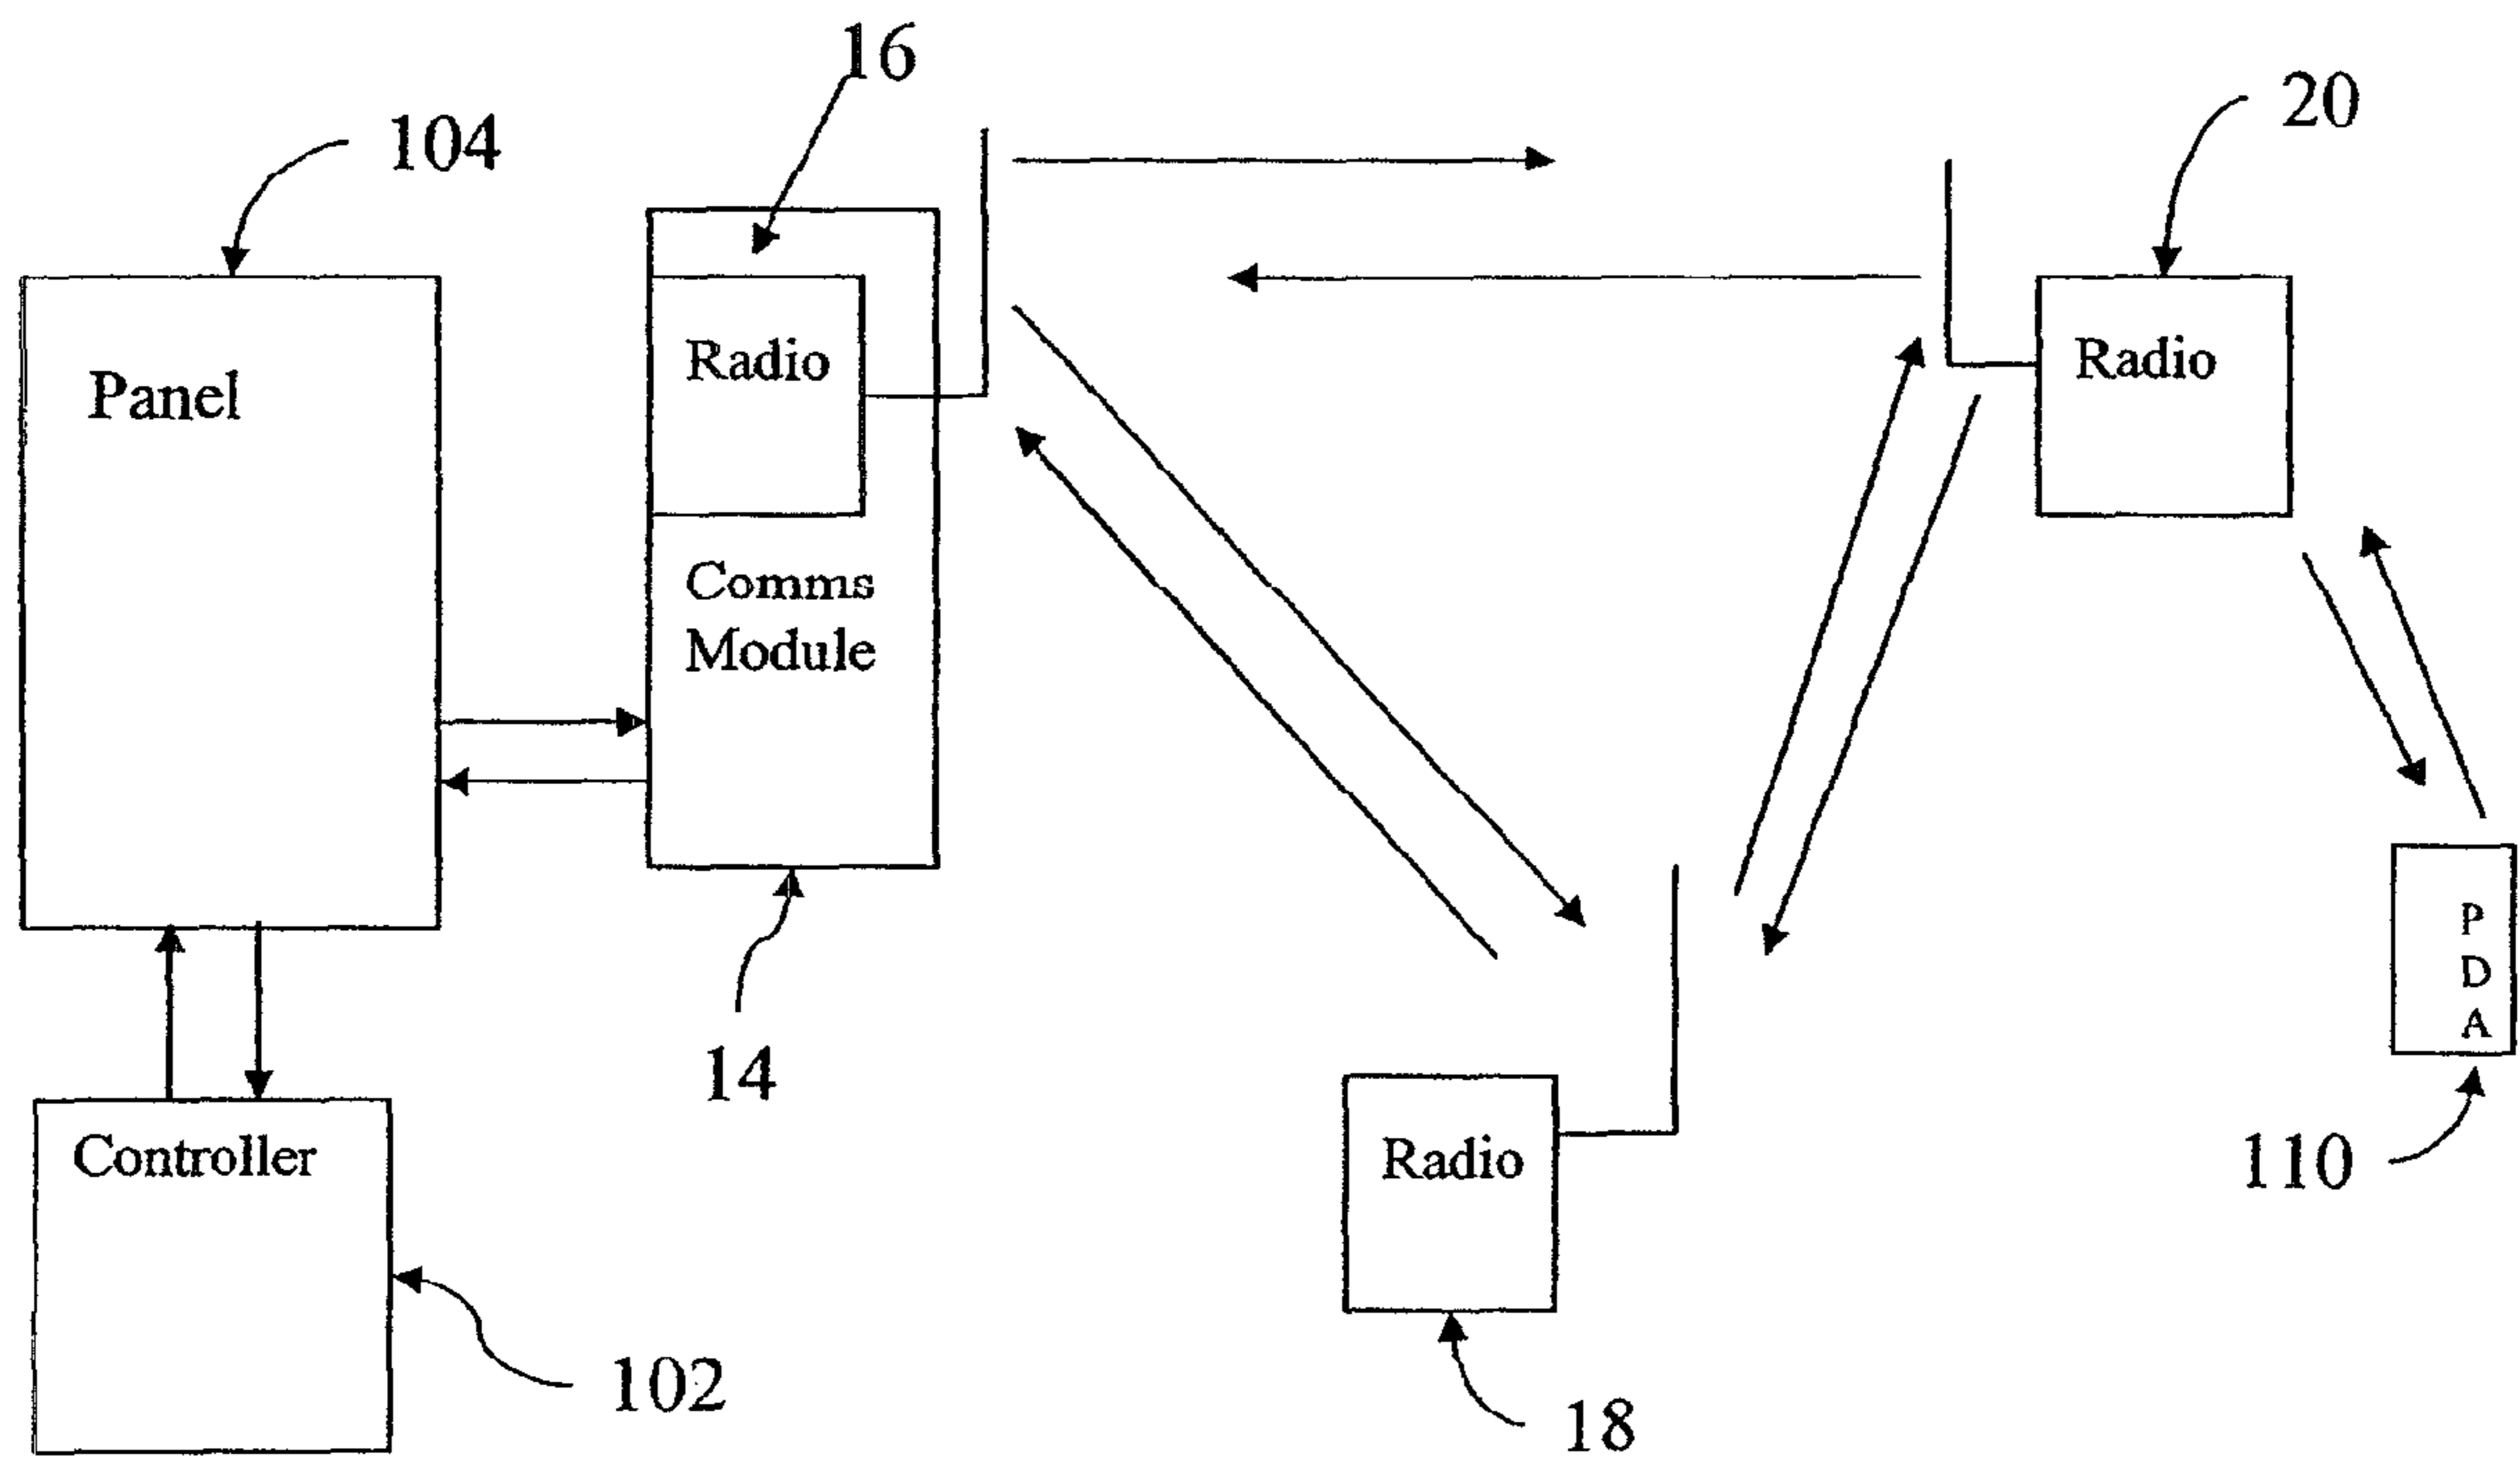 16
20
104
Panel
Radio
Radio
Comms
Module
P
D
A
14
110
Controller
Radio
102
18